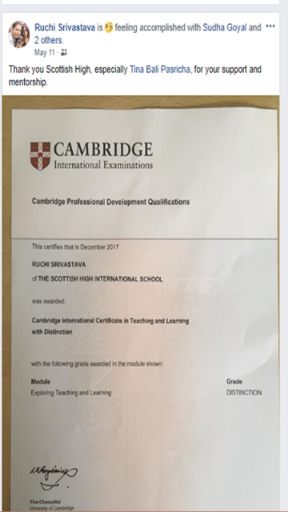 Ruchi Srivastava is feeling accomplished with Sudha Goyal and
2 others.
May 11
Thank you Scottish High, especially Tina Bali Pasricha, for your support and
mentorship.
CAMBRIDGE
International Examinations
Cambridge Professional Development Qualifications
This certifies that in December 2017
RUCHI SRIVASTAVA
of THE SCOTTISH HIGH INTERNATIONAL SCHOOL
was awarded
Cambridge International Certificate in Teaching and Learning
with Distinction
with the following grade awarded in the module shown:
Module Grade
Exploring Teaching and Learning DISTINCTION
Vice-Chancellor
University of Cambridge